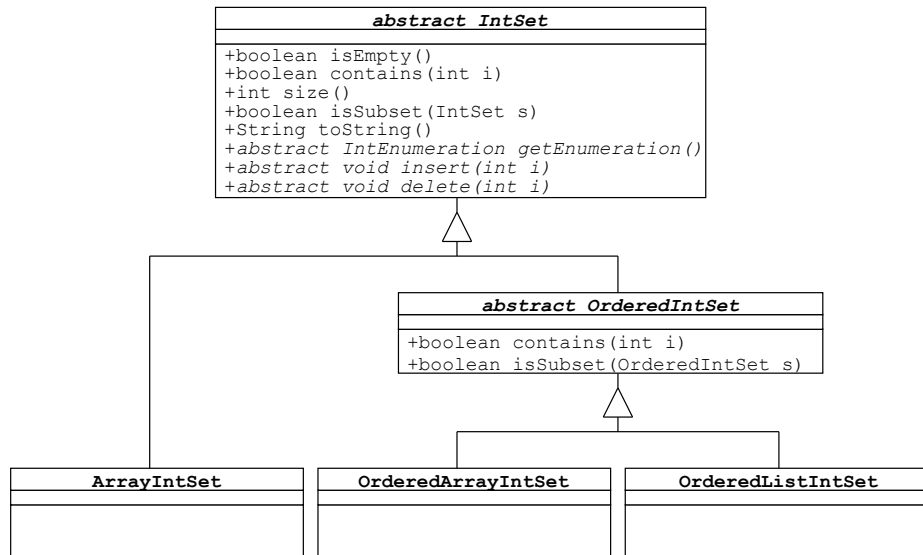 abstract IntSet
+boolean isEmpty()
+boolean contains(int i)
+int size()
+boolean isSubset(IntSet s)
+String toString()
+abstract IntEnumeration getEnumeration()
+abstract void insert(int i)
+abstract void delete(int i)
abstract OrderedIntSet
+boolean contains(int i)
+boolean isSubset(OrderedIntSet s)
ArrayIntSet
OrderedArrayIntSet
OrderedListIntSet